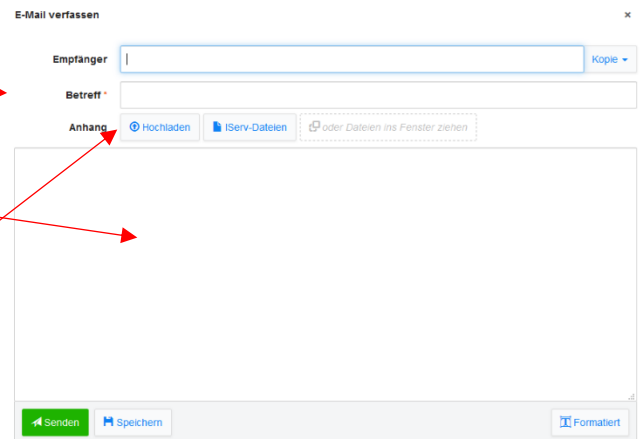 E-Mail verfassen ×
Empfänger Kopie
Betreff *
Anhang Hochladen IServ-Dateien oder Dateien ins Fenster ziehen
Senden Speichern Formatiert